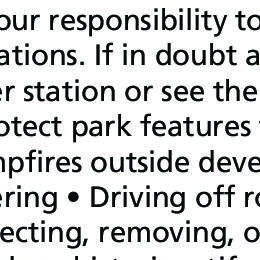 our responsibility to
ations. If in doubt a
er station or see the
otect park features
mpfires outside deve
ering • Driving off ro
ecting, removing, o